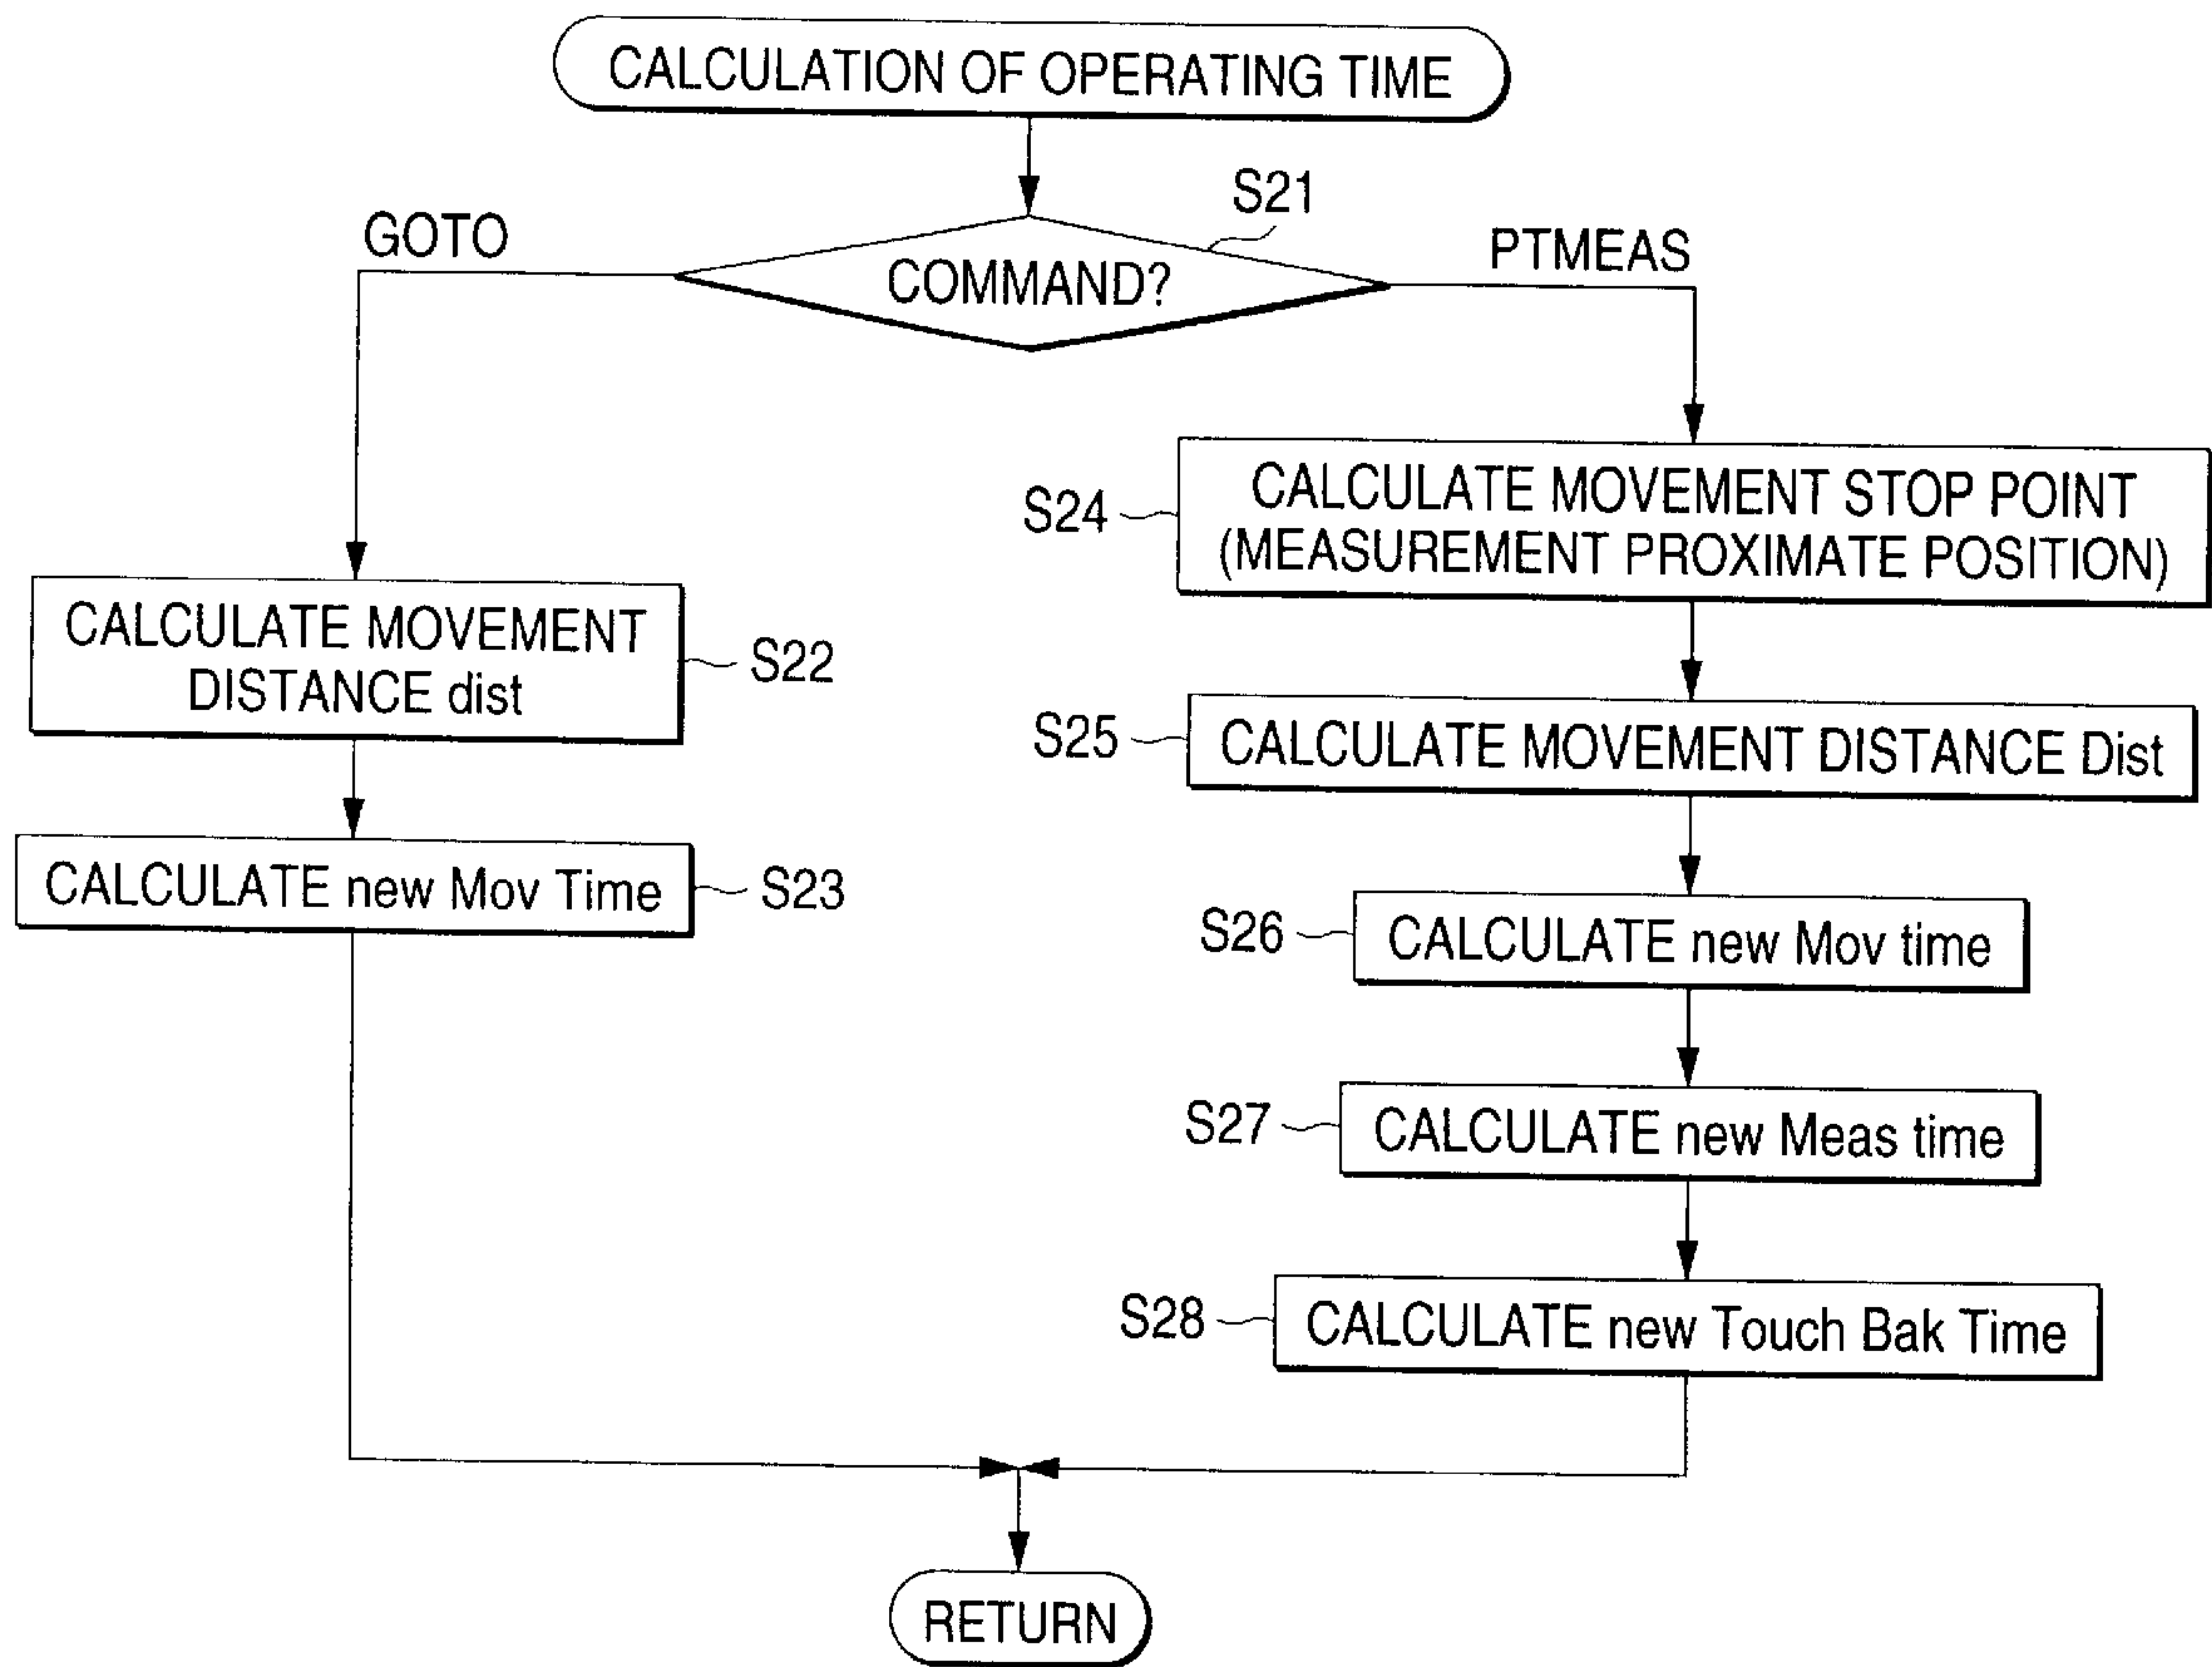 CALCULATION OF OPERATING TIME
S21
GOTO
COMMAND?
PTMEAS
S24
CALCULATE MOVEMENT STOP POINT
(MEASUREMENT PROXIMATE POSITION)
CALCULATE MOVEMENT
DISTANCE dist
S22
S25
CALCULATE MOVEMENT DISTANCE Dist
CALCULATE new Mov Time
S23
S26
CALCULATE new Mov time
S27
CALCULATE new Meas time
S28
CALCULATE new Touch Bak Time
RETURN